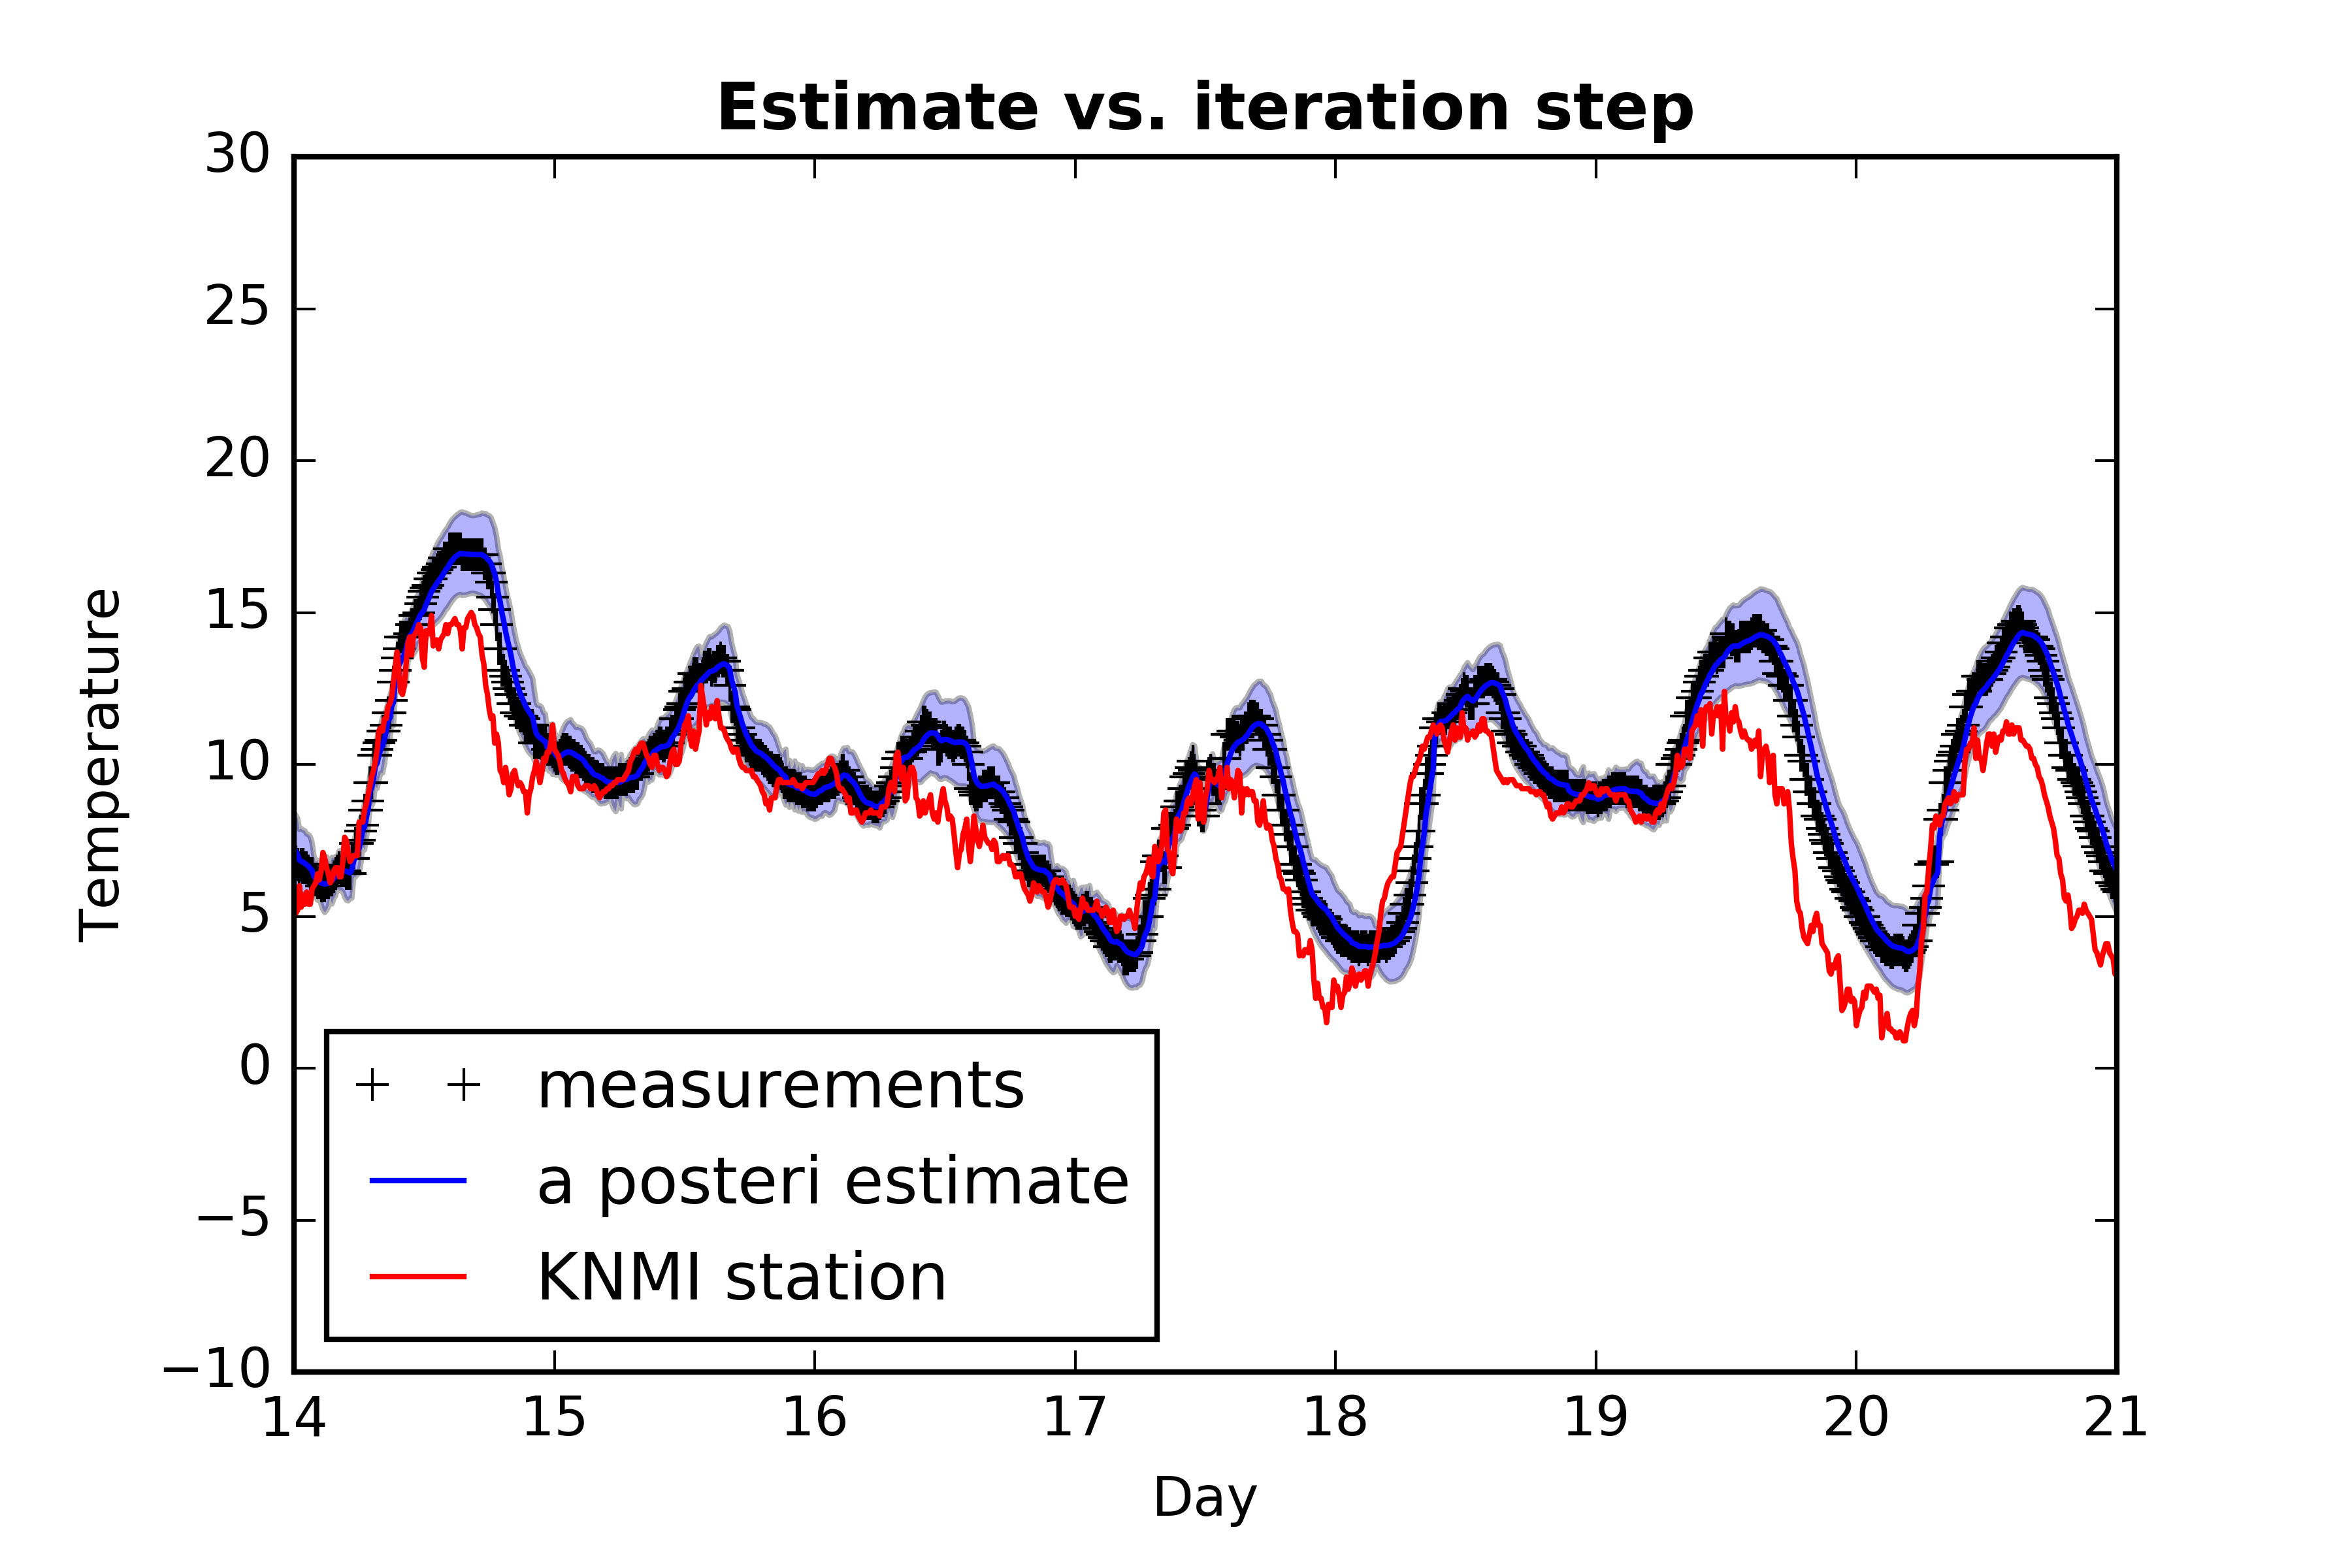 Estimate vs. iteration step
30
25
20
15
10
5
0
−5
−10
Temperature
measurements
a posteri estimate
KNMI station
14 15 16 17 18 19 20 21
Day